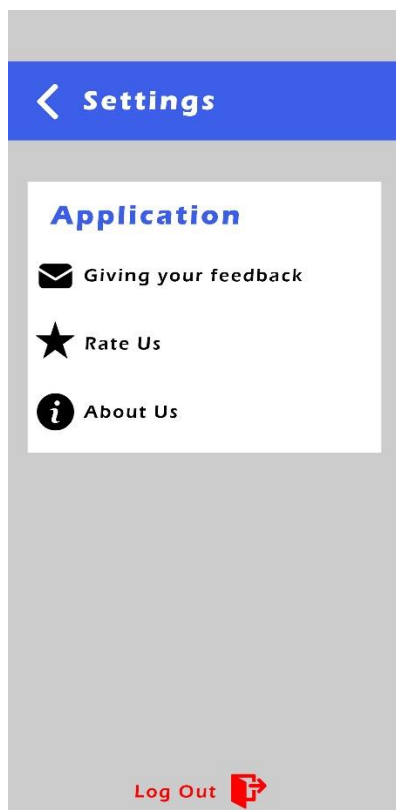 Settings
Application
Giving your feedback
Rate Us
About Us
Log Out